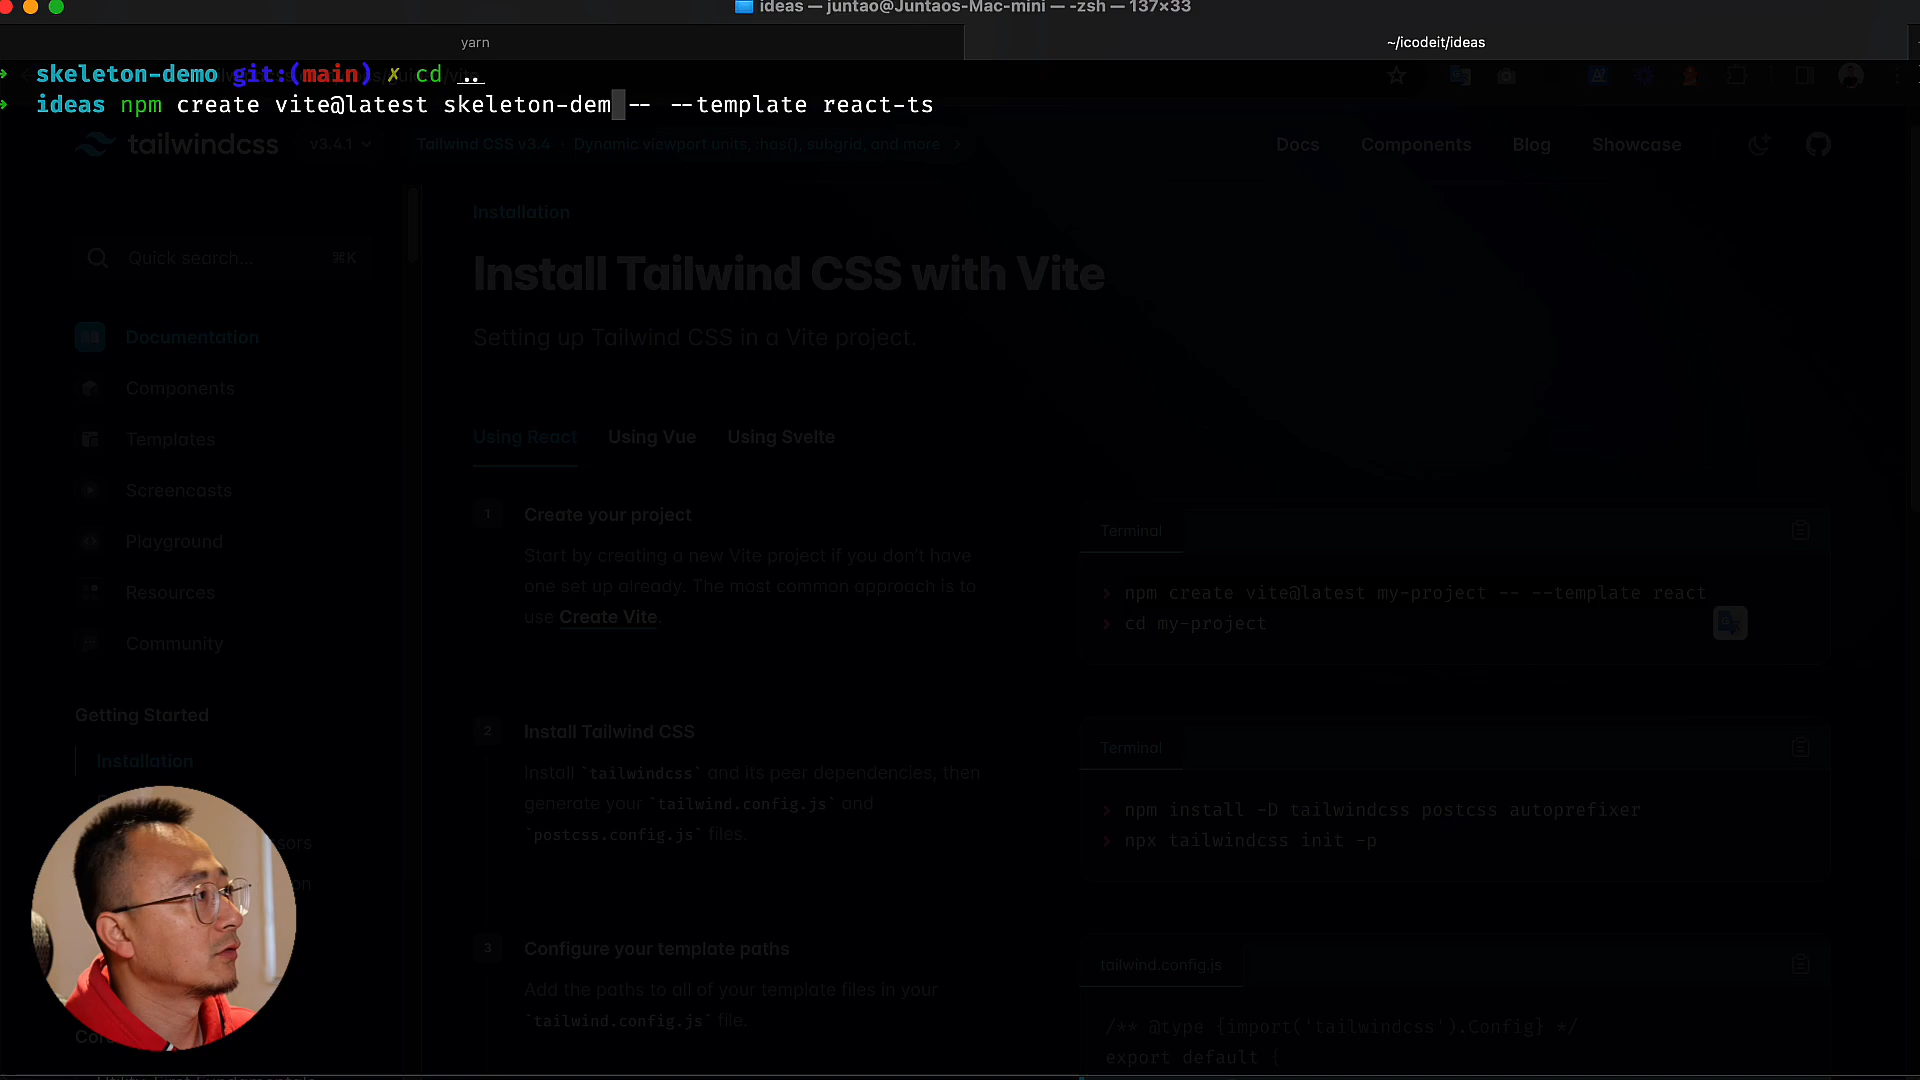 ideas — juntao@Juntaos-Mac-mini — -zsh — 137×33
yarn
~/icodeit/ideas
skeleton-demo git:(main) ✗ cd ..
ideas npm create vite@latest skeleton-dem -- --template react-ts
tailwindcss v3.4.1 Tailwind CSS v3.4 · Dynamic viewport units, :has(), subgrid, and more
Docs Components Blog Showcase
Quick search... ⌘K
Documentation
Components
Templates
Screencasts
Playground
Resources
Community
Getting Started
Installation
Installation
Install Tailwind CSS with Vite
Setting up Tailwind CSS in a Vite project.
Using React Using Vue Using Svelte
1 Create your project
Start by creating a new Vite project if you don't have
one set up already. The most common approach is to
use Create Vite.
Terminal
> npm create vite@latest my-project -- --template react
> cd my-project
2 Install Tailwind CSS
Install `tailwindcss` and its peer dependencies, then
generate your `tailwind.config.js` and
`postcss.config.js` files.
Terminal
> npm install -D tailwindcss postcss autoprefixer
> npx tailwindcss init -p
3 Configure your template paths
Add the paths to all of your template files in your
`tailwind.config.js` file.
tailwind.config.js
/** @type {import('tailwindcss').Config} */
export default {